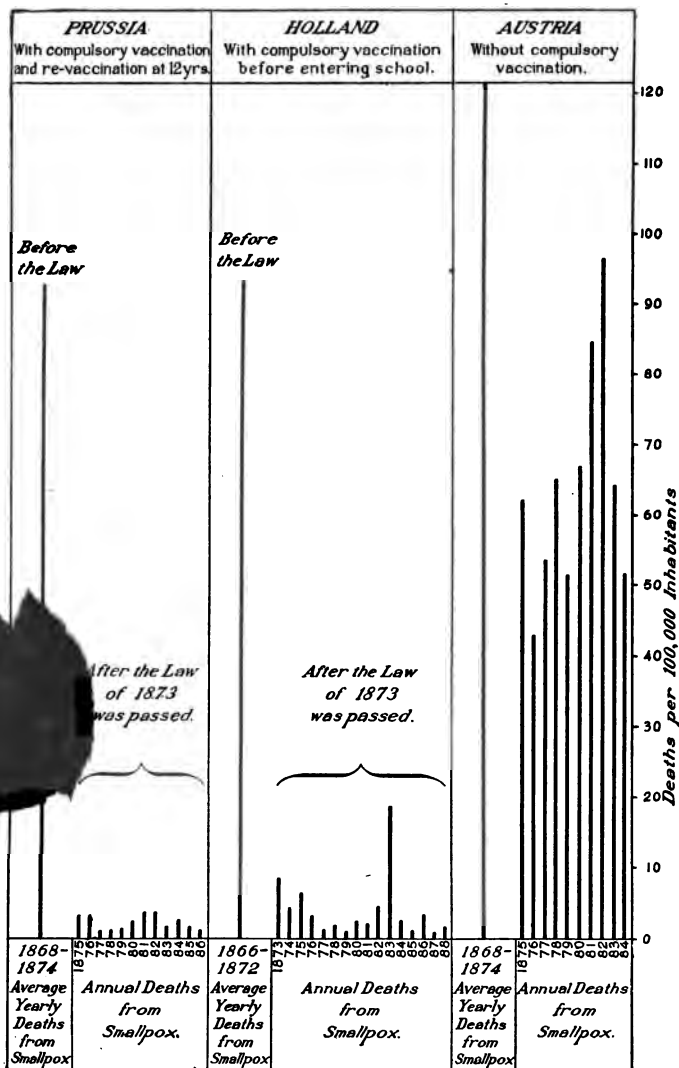 PRUSSIA
With compulsory vaccination
and re-vaccination at 12yrs.
HOLLAND
With compulsory vaccination
before entering school.
AUSTRIA
Without compulsory
vaccination.
120
110
100
90
80
70
60
50
40
30
20
10
0
Deaths per 100,000 Inhabitants
Before
the Law
Before
the Law
After the Law
of 1873
was passed.
After the Law
of 1873
was passed.
1868-
1874
Average
Yearly
Deaths
from
Smallpox
1875
76
77
78
79
80
81
82
83
84
85
86
Annual Deaths
from
Smallpox.
1866-
1872
Average
Yearly
Deaths
from
Smallpox
1873
74
75
76
77
78
79
80
81
82
83
84
85
86
87
88
Annual Deaths
from
Smallpox.
1868-
1874
Average
Yearly
Deaths
from
Smallpox
1875
76
77
78
79
80
81
82
83
84
Annual Deaths
from
Smallpox.